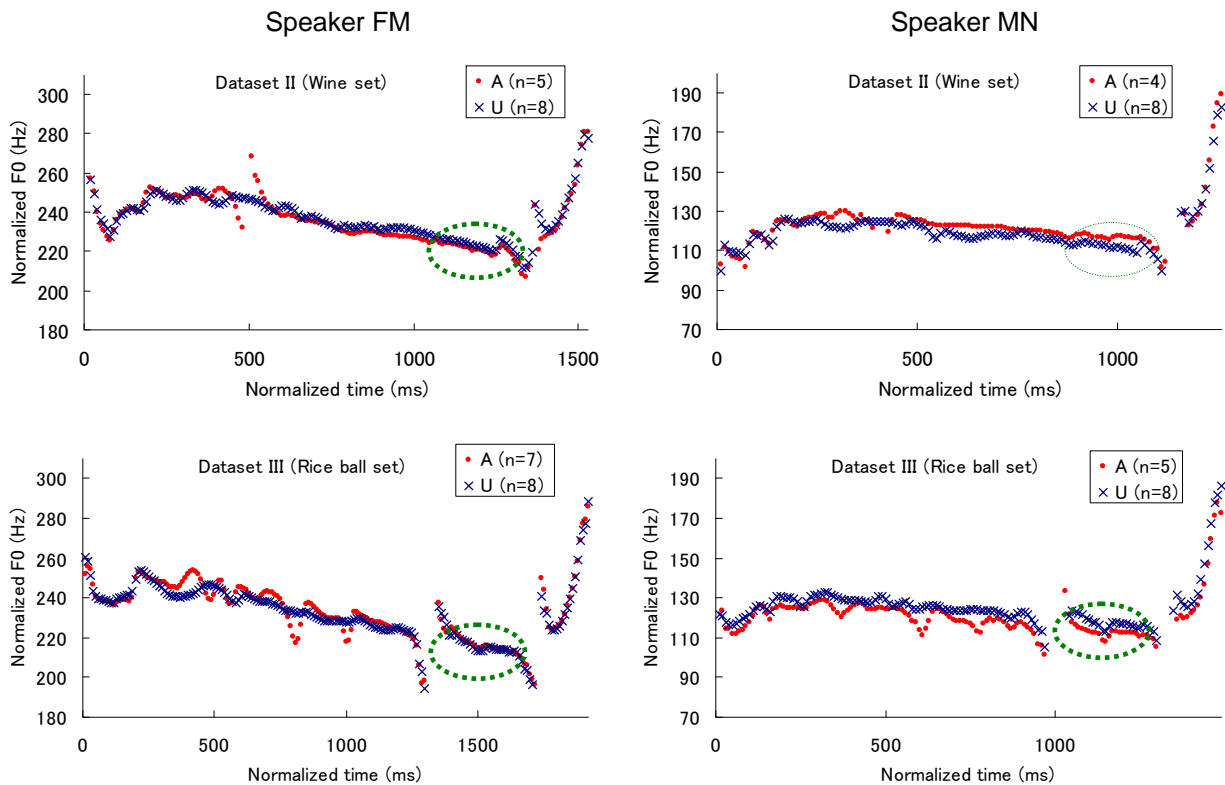 Speaker FM
Speaker MN
Dataset II (Wine set)
A (n=5)
U (n=8)
Normalized F0 (Hz)
300
280
260
240
220
200
180
0 500 1000 1500
Normalized time (ms)
Dataset II (Wine set)
A (n=4)
U (n=8)
Normalized F0 (Hz)
190
170
150
130
110
90
70
0 500 1000
Normalized time (ms)
Dataset III (Rice ball set)
A (n=7)
U (n=8)
Normalized F0 (Hz)
300
280
260
240
220
200
180
0 500 1000 1500
Normalized time (ms)
Dataset III (Rice ball set)
A (n=5)
U (n=8)
Normalized F0 (Hz)
190
170
150
130
110
90
70
0 500 1000
Normalized time (ms)